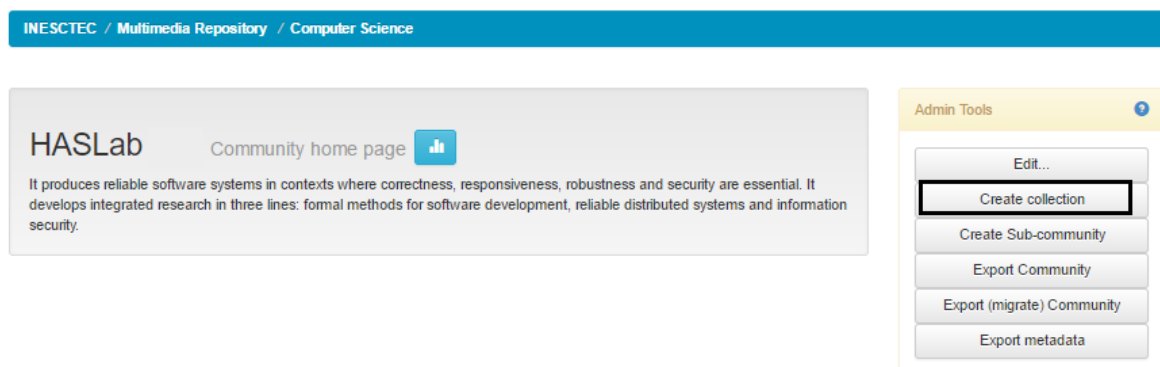 INESCTEC / Multimedia Repository / Computer Science
HASLab Community home page
It produces reliable software systems in contexts where correctness, responsiveness, robustness and security are essential. It
develops integrated research in three lines: formal methods for software development, reliable distributed systems and information
security.
Admin Tools ?
Edit...
Create collection
Create Sub-community
Export Community
Export (migrate) Community
Export metadata